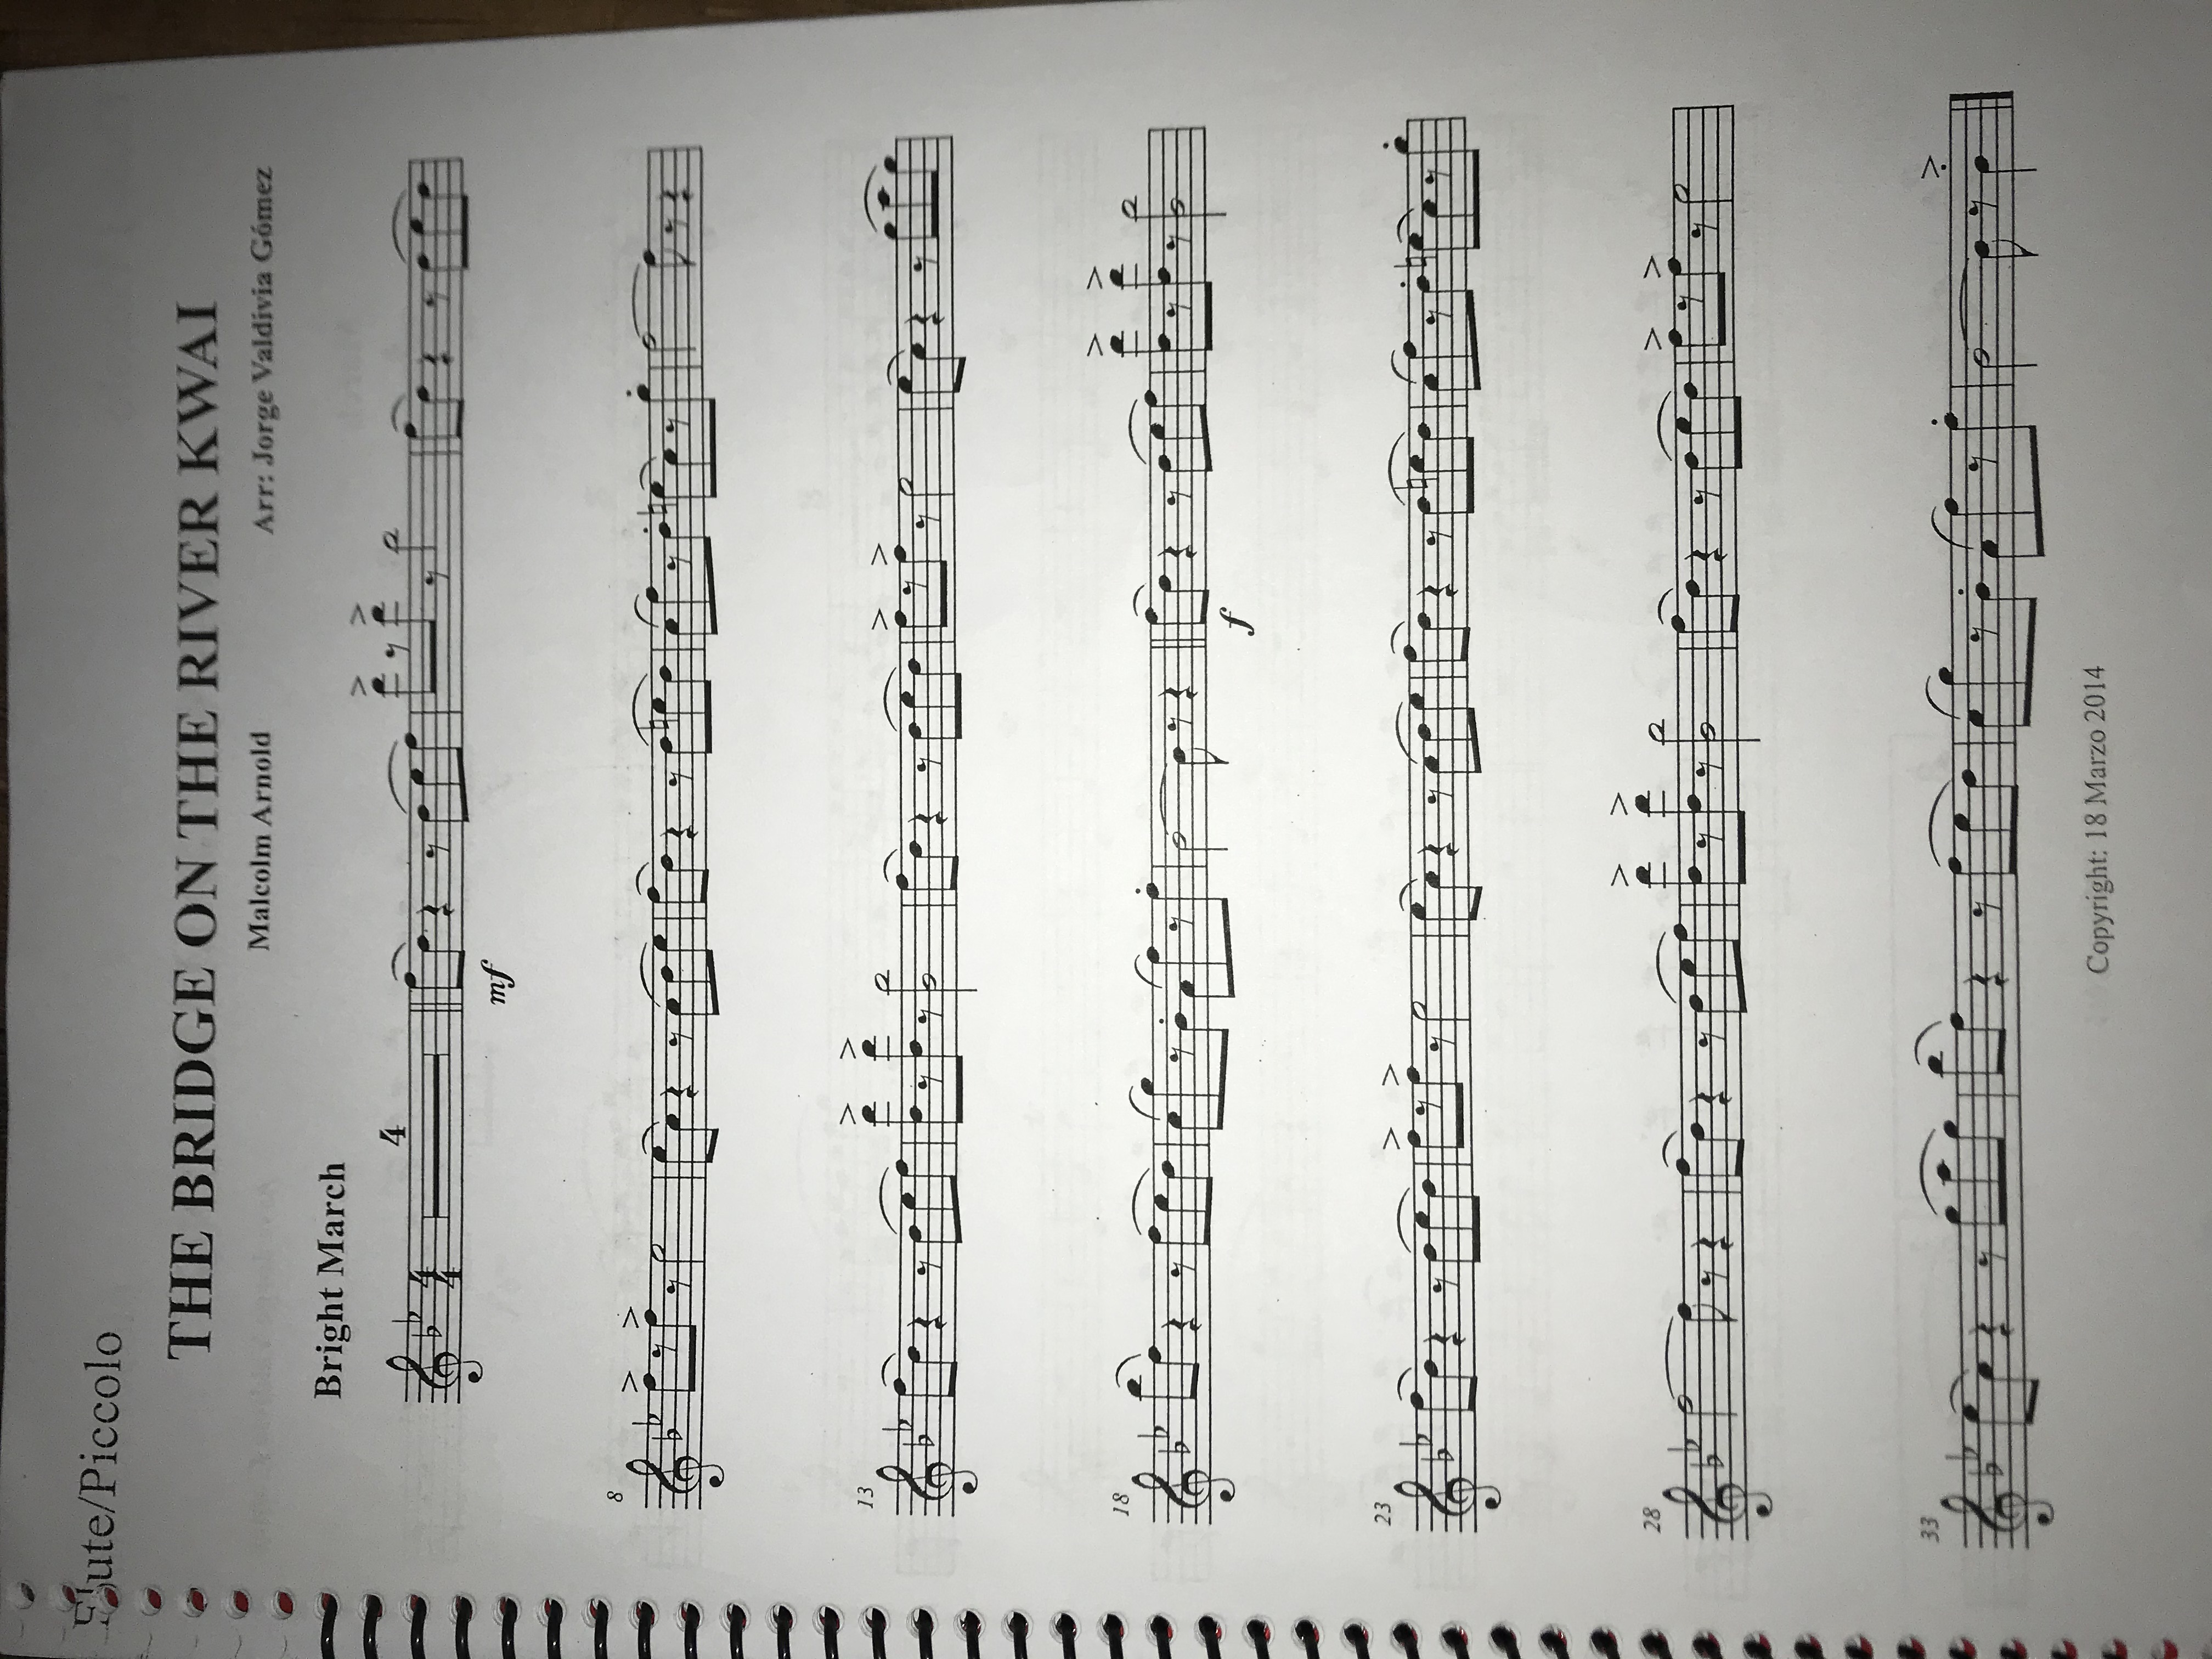 Flute/Piccolo
THE BRIDGE ON THE RIVER KWAI
Malcolm Arnold
Arr: Jorge Valdivia Gómez
Bright March
4
4
4
mf
8
13
18
f
23
28
33
Copyright: 18 Marzo 2014